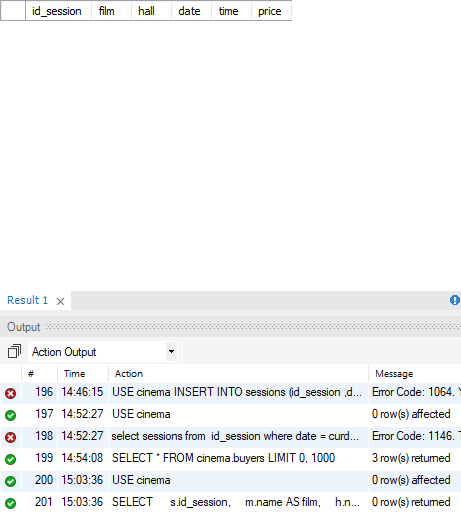 id_session film hall date time price
Result 1
Output
Action Output
# Time Action Message
196 14:46:15 USE cinema INSERT INTO sessions (id_session ,d... Error Code: 1064. Y
197 14:52:27 USE cinema 0 row(s) affected
198 14:52:27 select sessions from id_session where date = curd... Error Code: 1146. T
199 14:54:08 SELECT * FROM cinema.buyers LIMIT 0, 1000 3 row(s) returned
200 15:03:36 USE cinema 0 row(s) affected
201 15:03:36 SELECT s.id_session, m.name AS film, h.n... 0 row(s) returned